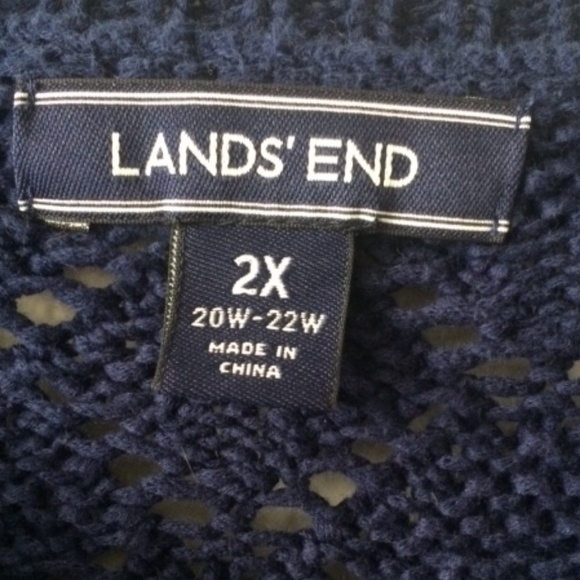 LANDS' END
2X
20W-22W
MADE IN
CHINA